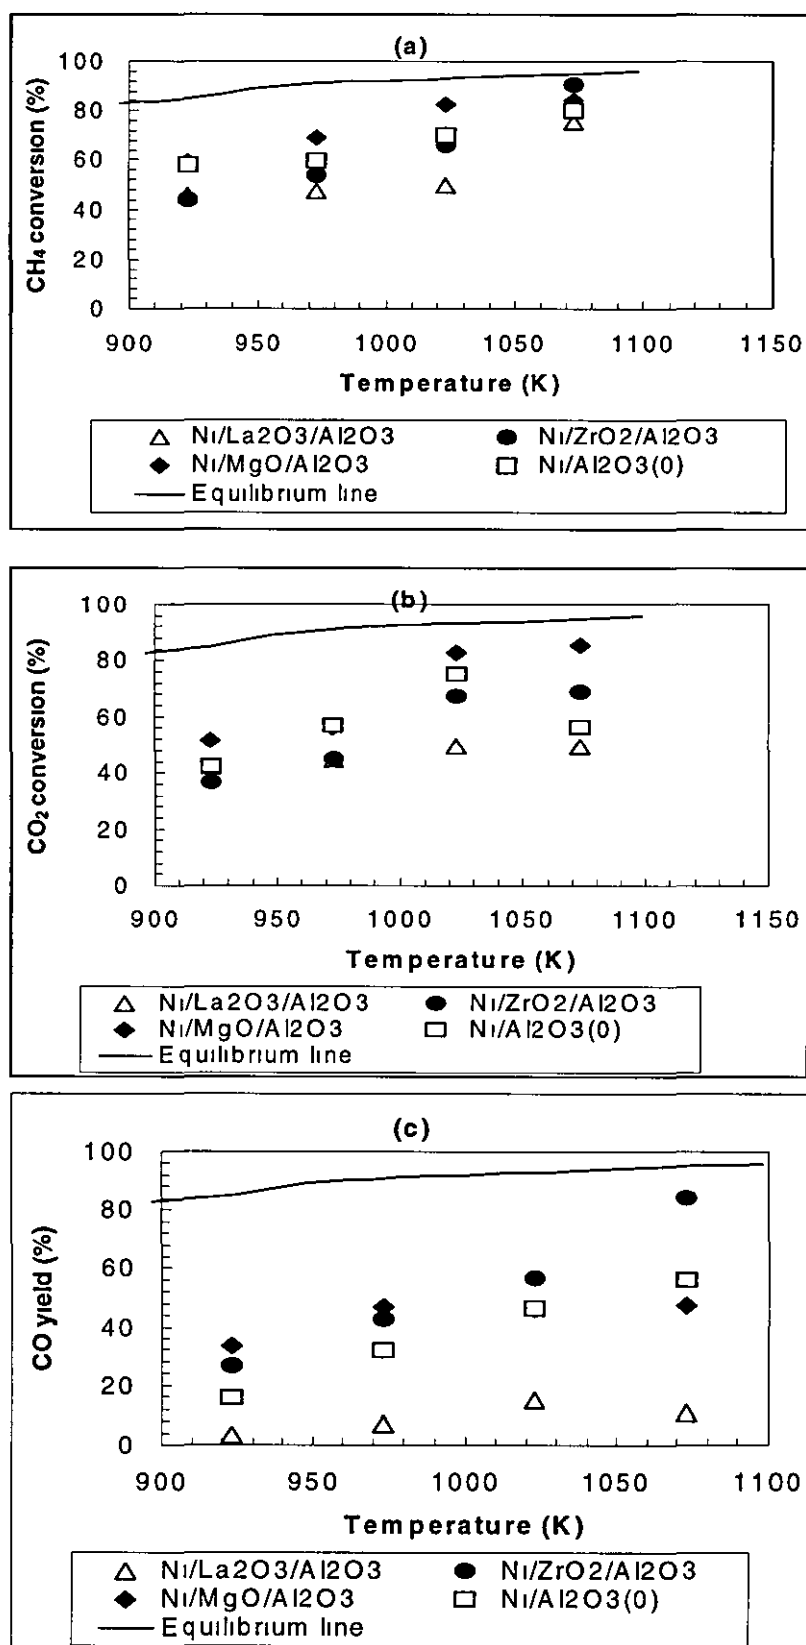 (a)
CH4 conversion (%)
100
80
60
40
20
0
900 950 1000 1050 1100 1150
Temperature (K)
Ni/La2O3/Al2O3 Ni/ZrO2/Al2O3
Ni/MgO/Al2O3 Ni/Al2O3(0)
Equilibrium line
(b)
CO2 conversion (%)
100
80
60
40
20
0
900 950 1000 1050 1100 1150
Temperature (K)
Ni/La2O3/Al2O3 Ni/ZrO2/Al2O3
Ni/MgO/Al2O3 Ni/Al2O3(0)
Equilibrium line
(c)
CO yield (%)
100
80
60
40
20
0
900 950 1000 1050 1100
Temperature (K)
Ni/La2O3/Al2O3 Ni/ZrO2/Al2O3
Ni/MgO/Al2O3 Ni/Al2O3(0)
Equilibrium line